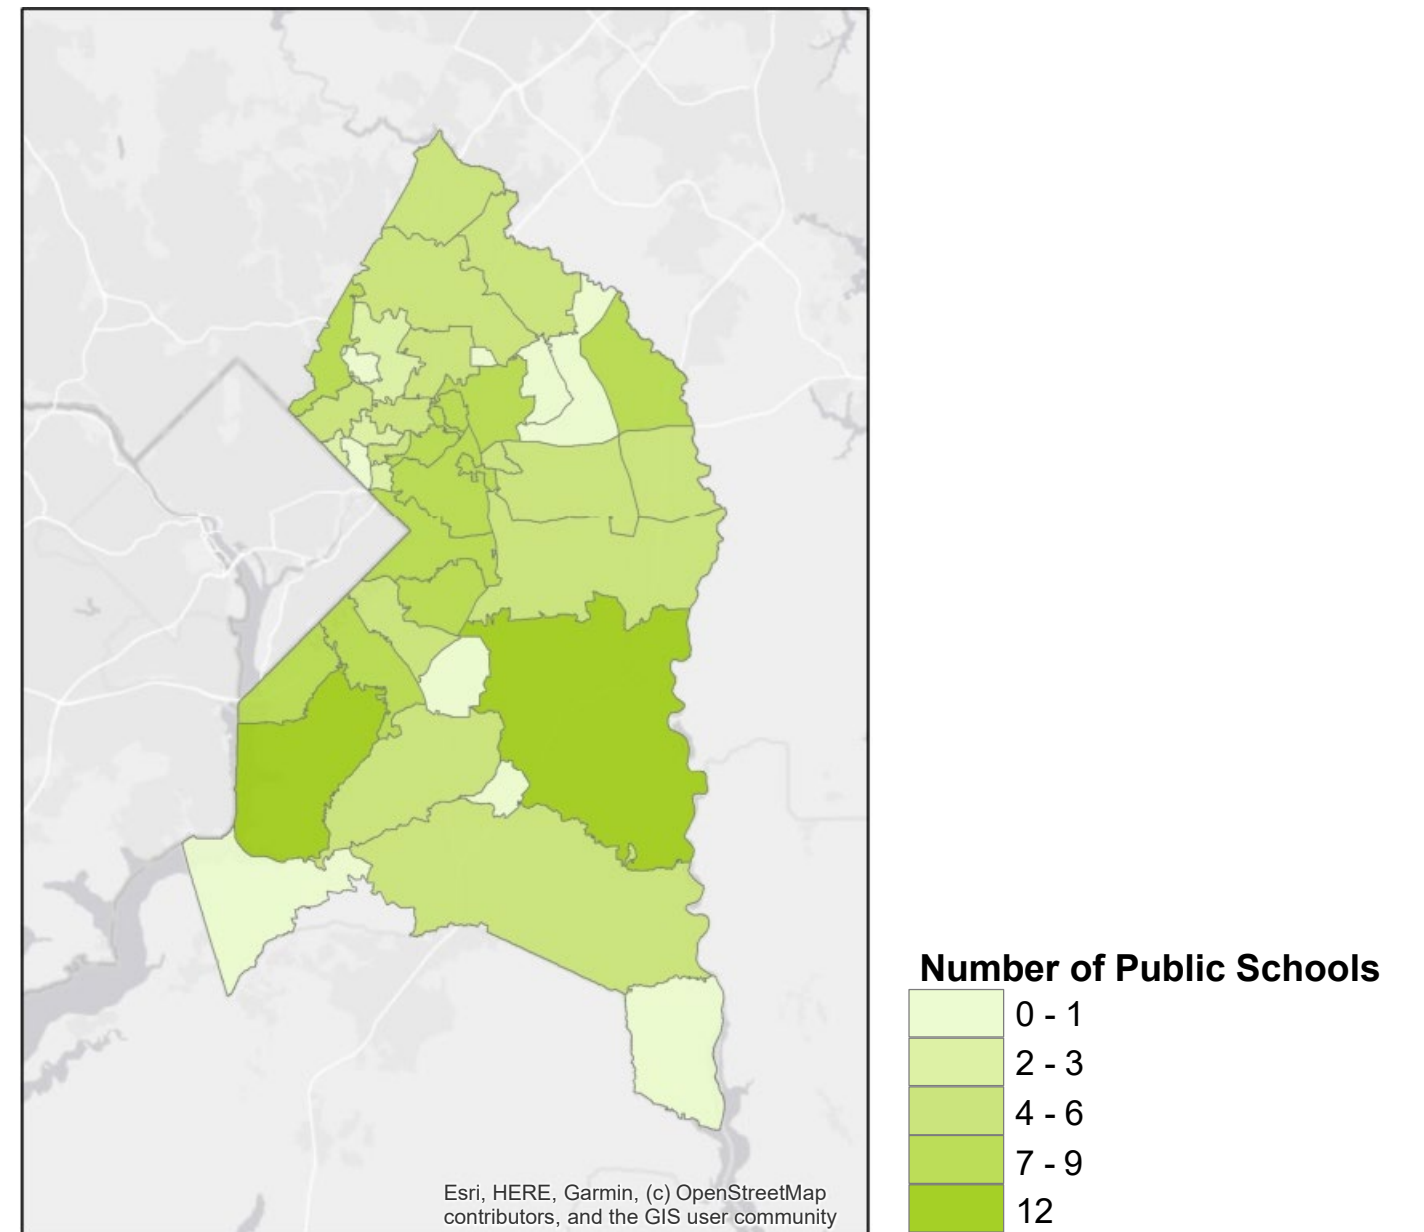 Number of Public Schools
0 - 1
2 - 3
4 - 6
7 - 9
12
Esri, HERE, Garmin, (c) OpenStreetMap
contributors, and the GIS user community